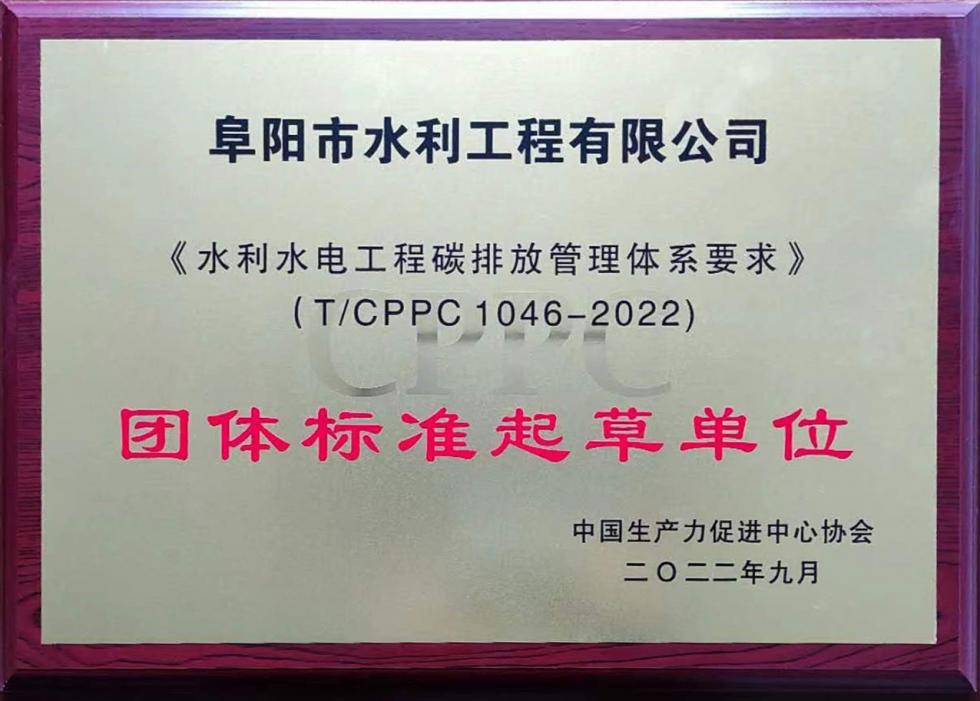 阜阳市水利工程有限公司
《水利水电工程碳排放管理体系要求》
(T/CPPC 1046-2022)
CPPC
团体标准起草单位
中国生产力促进中心协会
二〇二二年九月